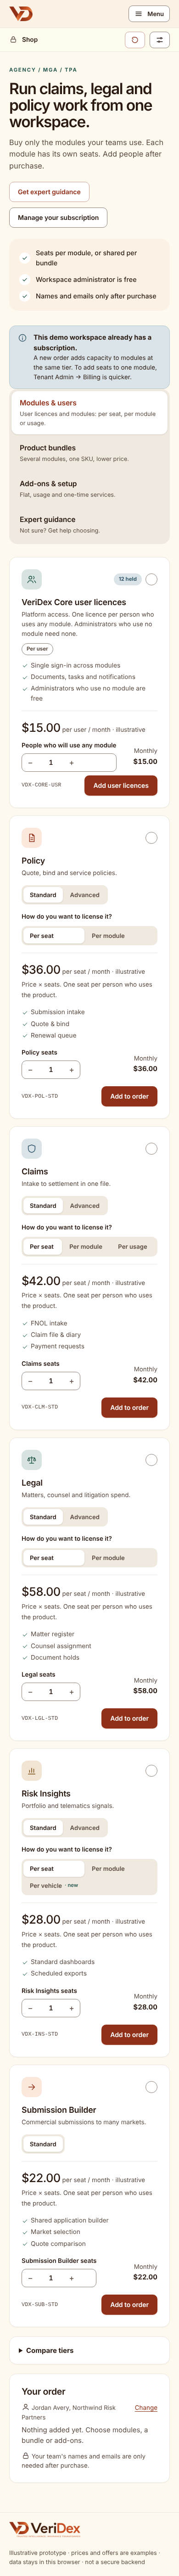 Menu
Shop
AGENCY / MGA / TPA
Run claims, legal and
policy work from one
workspace.
Buy only the modules your teams use. Each
module has its own seats. Add people after
purchase.
Get expert guidance
Manage your subscription
Seats per module, or shared per
bundle
Workspace administrator is free
Names and emails only after purchase
This demo workspace already has a
subscription.
A new order adds capacity to modules at
the same tier. To add seats to one module,
Tenant Admin → Billing is quicker.
Modules & users
User licences and modules: per seat, per module
or usage.
Product bundles
Several modules, one SKU, lower price.
Add-ons & setup
Flat, usage and one-time services.
Expert guidance
Not sure? Get help choosing.
12 held
VeriDex Core user licences
Platform access. One licence per person who
uses any module. Administrators who use no
module need none.
Per user
Single sign-in across modules
Documents, tasks and notifications
Administrators who use no module are
free
$15.00 per user / month · illustrative
People who will use any module
− 1 +
Monthly
$15.00
VDX-CORE-USR
Add user licences
Policy
Quote, bind and service policies.
Standard Advanced
How do you want to license it?
Per seat Per module
$36.00 per seat / month · illustrative
Price × seats. One seat per person who uses
the product.
Submission intake
Quote & bind
Renewal queue
Policy seats
− 1 +
Monthly
$36.00
VDX-POL-STD
Add to order
Claims
Intake to settlement in one file.
Standard Advanced
How do you want to license it?
Per seat Per module Per usage
$42.00 per seat / month · illustrative
Price × seats. One seat per person who uses
the product.
FNOL intake
Claim file & diary
Payment requests
Claims seats
− 1 +
Monthly
$42.00
VDX-CLM-STD
Add to order
Legal
Matters, counsel and litigation spend.
Standard Advanced
How do you want to license it?
Per seat Per module
$58.00 per seat / month · illustrative
Price × seats. One seat per person who uses
the product.
Matter register
Counsel assignment
Document holds
Legal seats
− 1 +
Monthly
$58.00
VDX-LGL-STD
Add to order
Risk Insights
Portfolio and telematics signals.
Standard Advanced
How do you want to license it?
Per seat Per module
Per vehicle · new
$28.00 per seat / month · illustrative
Price × seats. One seat per person who uses
the product.
Standard dashboards
Scheduled exports
Risk Insights seats
− 1 +
Monthly
$28.00
VDX-INS-STD
Add to order
Submission Builder
Commercial submissions to many markets.
Standard
$22.00 per seat / month · illustrative
Price × seats. One seat per person who uses
the product.
Shared application builder
Market selection
Quote comparison
Submission Builder seats
− 1 +
Monthly
$22.00
VDX-SUB-STD
Add to order
Compare tiers
Your order
Jordan Avery, Northwind Risk
Partners
Change
Nothing added yet. Choose modules, a
bundle or add-ons.
Your team's names and emails are only
needed after purchase.
VeriDex
Illustrative prototype · prices and offers are examples ·
data stays in this browser · not a secure backend